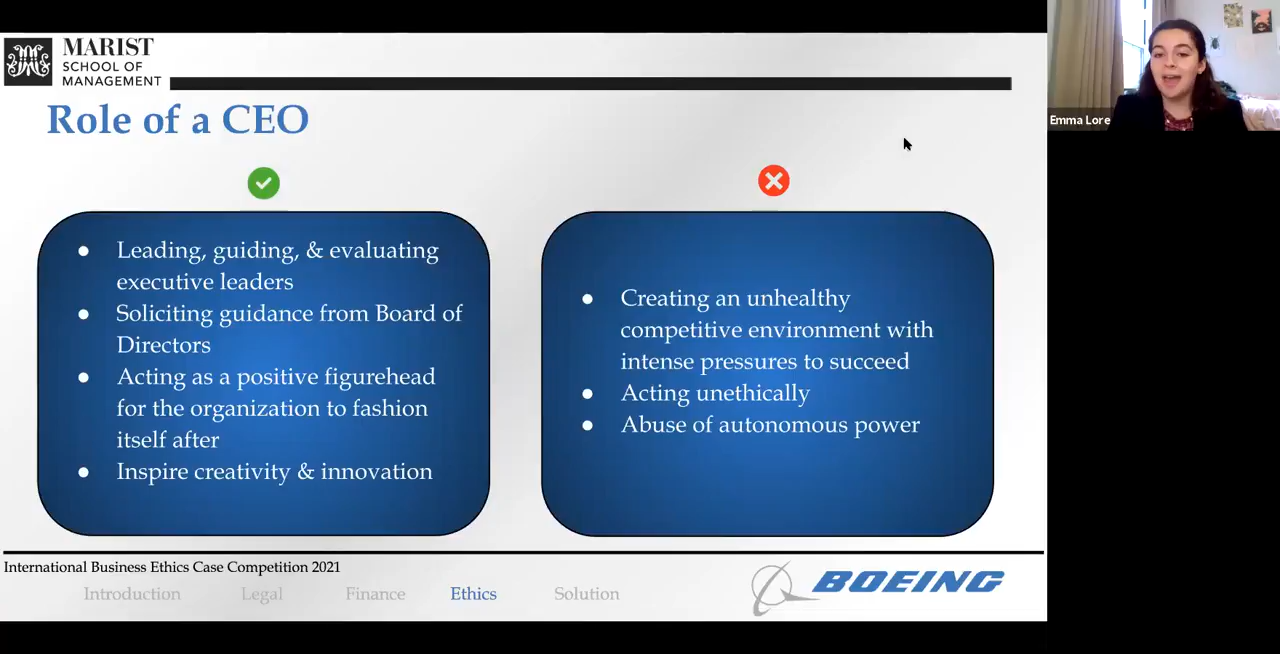 MARIST
SCHOOL OF
MANAGEMENT
Role of a CEO
● Leading, guiding, & evaluating
executive leaders
● Soliciting guidance from Board of
Directors
● Acting as a positive figurehead
for the organization to fashion
itself after
● Inspire creativity & innovation
● Creating an unhealthy
competitive environment with
intense pressures to succeed
● Acting unethically
● Abuse of autonomous power
International Business Ethics Case Competition 2021
Introduction Legal Finance Ethics Solution
BOEING
Emma Lore